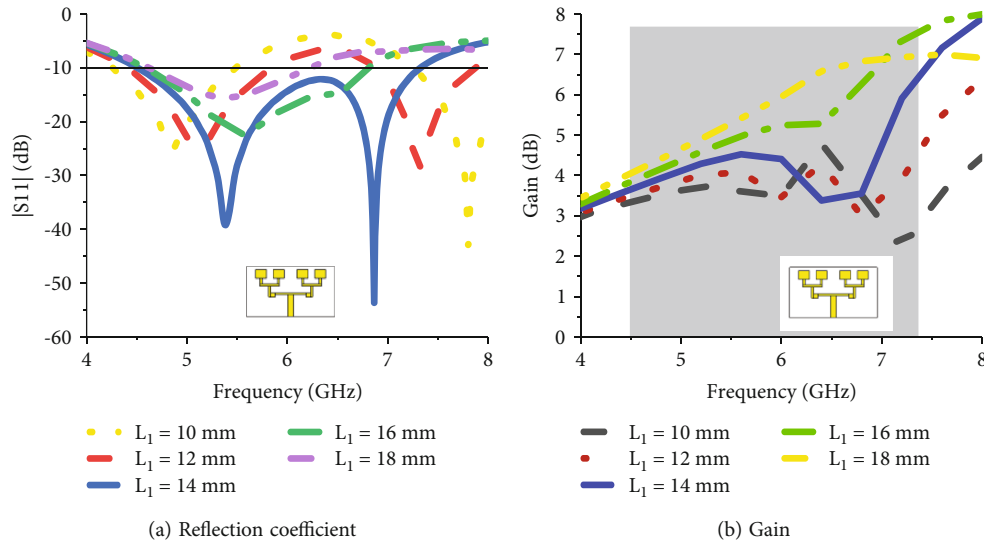 0
-10
-20
-30
-40
-50
-60
|S11| (dB)
4
5
6
7
8
Frequency (GHz)
L1 = 10 mm
L1 = 12 mm
L1 = 14 mm
L1 = 16 mm
L1 = 18 mm
(a) Reflection coefficient
8
7
6
5
4
3
2
1
0
Gain (dB)
4
5
6
7
8
Frequency (GHz)
L1 = 10 mm
L1 = 12 mm
L1 = 14 mm
L1 = 16 mm
L1 = 18 mm
(b) Gain